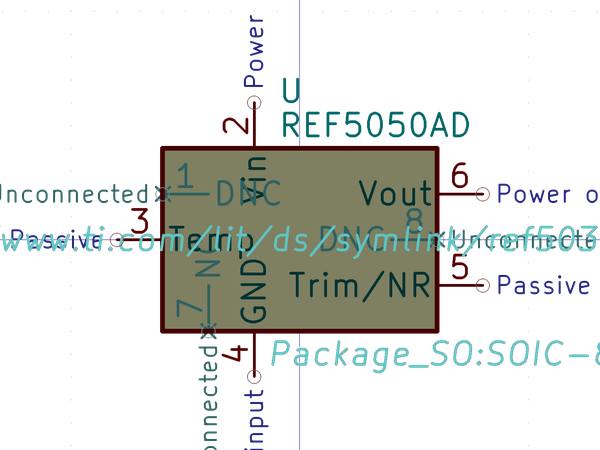 Power
U
REF5050AD
2
Vin
Unconnected
1
DNC
Vout
6
Power o
3
8
Passive
Temp
DNC
Unconnecte
www.ti.com/lit/ds/symlink/ref503
NC
5
Trim/NR
Passive
GND
7
4
Package_SO:SOIC-8
onnected
input